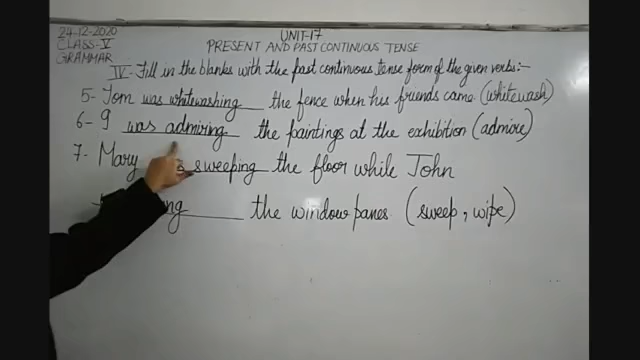 24-12-2020
CLASS-V
GRAMMAR
UNIT-17
PRESENT AND PAST CONTINUOUS TENSE
IV- Fill in the blanks with the past continuous tense form of the given verbs:-
5- Tom was whitewashing the fence when his friends came (whitewash)
6- I was admiring the paintings at the exhibition (admire)
7- Mary sweeping the floor while John
the window panes. (sweep, wipe)